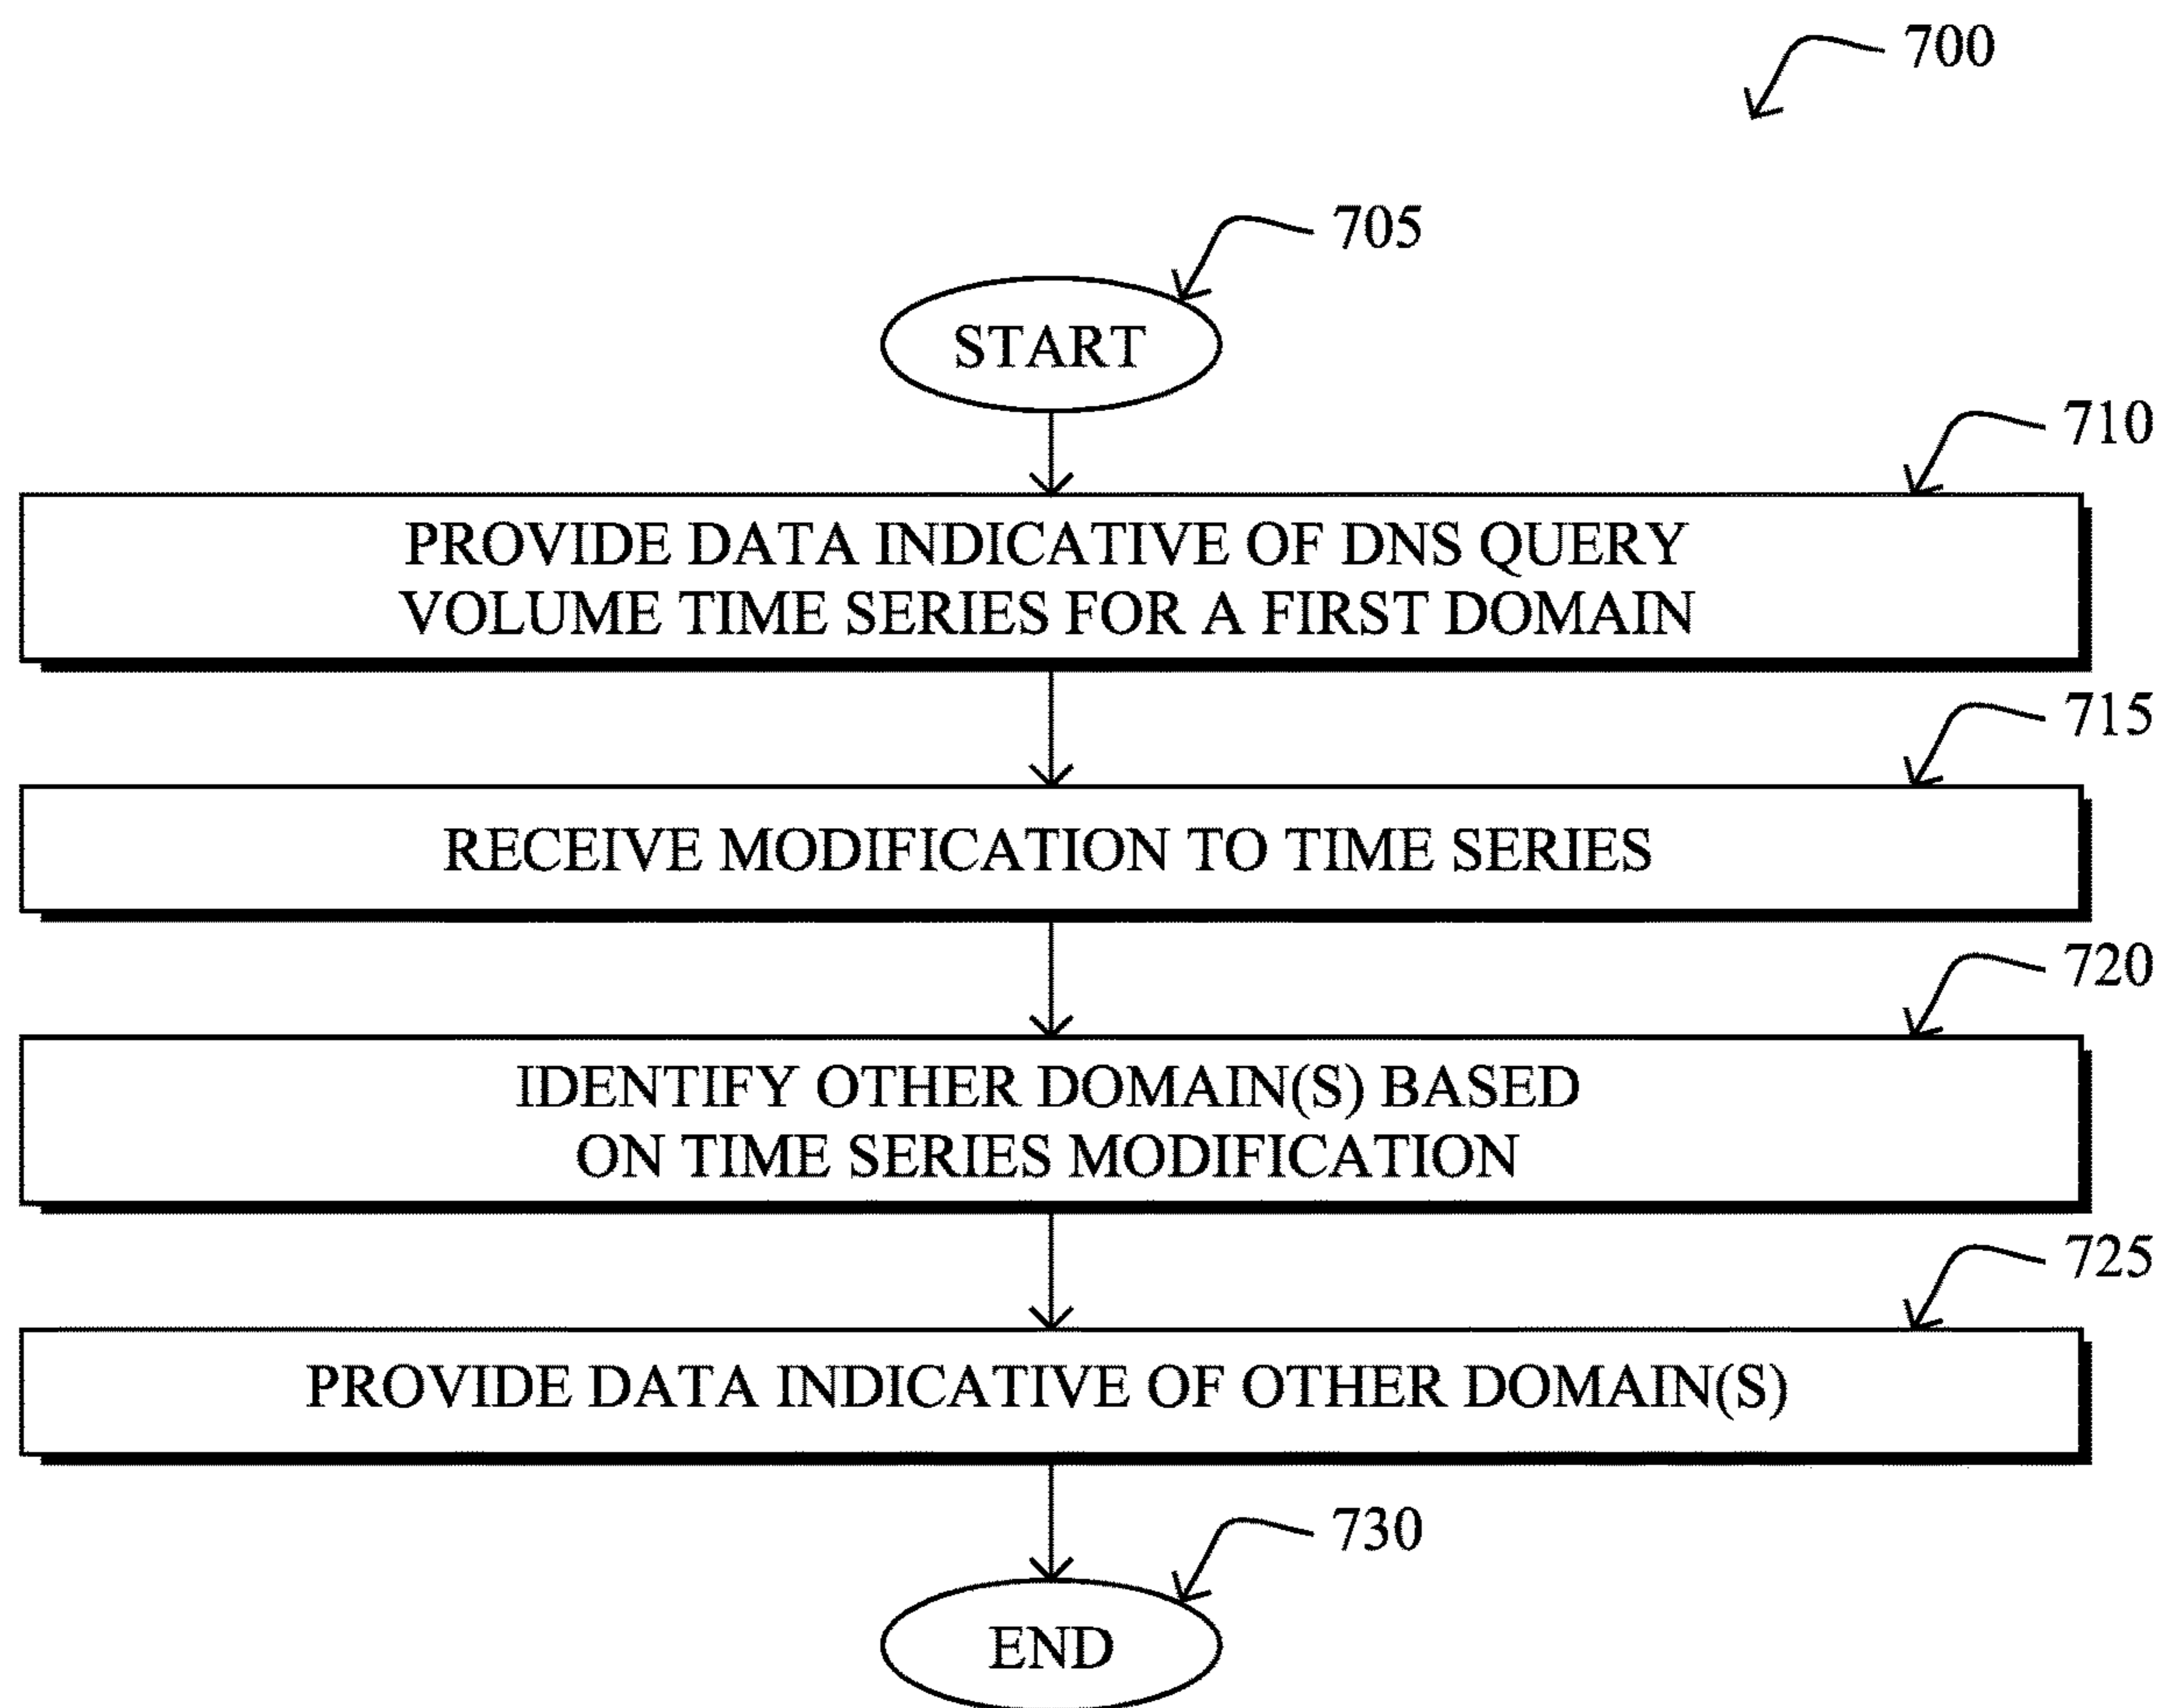 700
705
START
710
PROVIDE DATA INDICATIVE OF DNS QUERY
VOLUME TIME SERIES FOR A FIRST DOMAIN
715
RECEIVE MODIFICATION TO TIME SERIES
720
IDENTIFY OTHER DOMAIN(S) BASED
ON TIME SERIES MODIFICATION
725
PROVIDE DATA INDICATIVE OF OTHER DOMAIN(S)
730
END